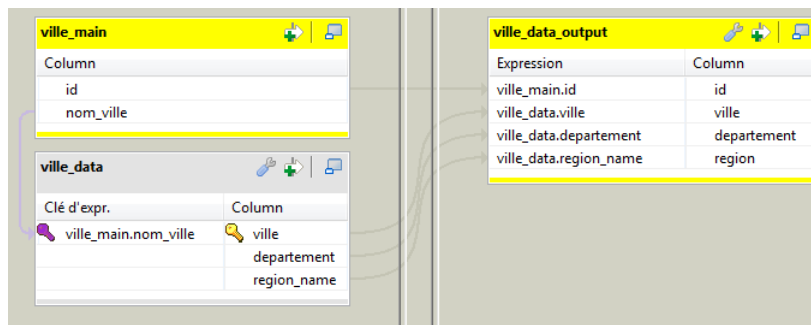 ville_main
Column
id
nom_ville
ville_data
Clé d'expr. Column
ville_main.nom_ville ville
departement
region_name
ville_data_output
Expression Column
ville_main.id id
ville_data.ville ville
ville_data.departement departement
ville_data.region_name region